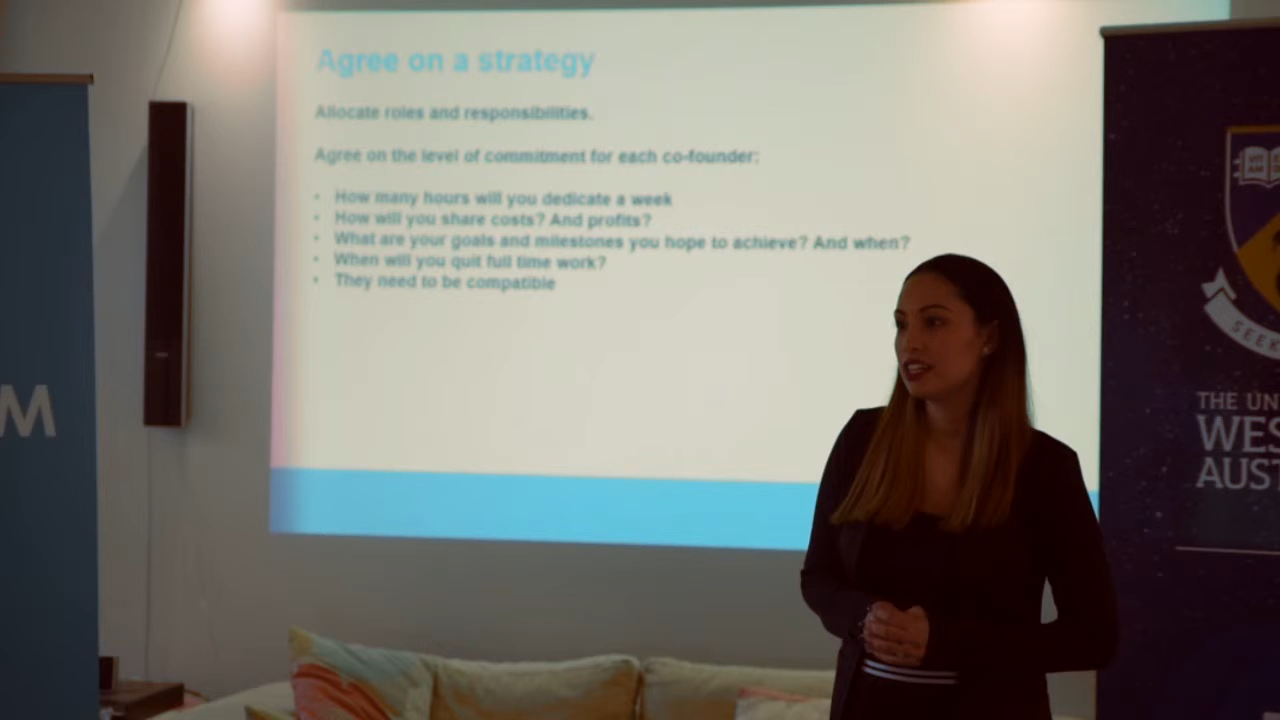 Agree on a strategy
Allocate roles and responsibilities.
Agree on the level of commitment for each co-founder:
• How many hours will you dedicate a week
• How will you share costs? And profits?
• What are your goals and milestones you hope to achieve? And when?
• When will you quit full time work?
• They need to be compatible
M
SEEK
THE UN
WES
AUST